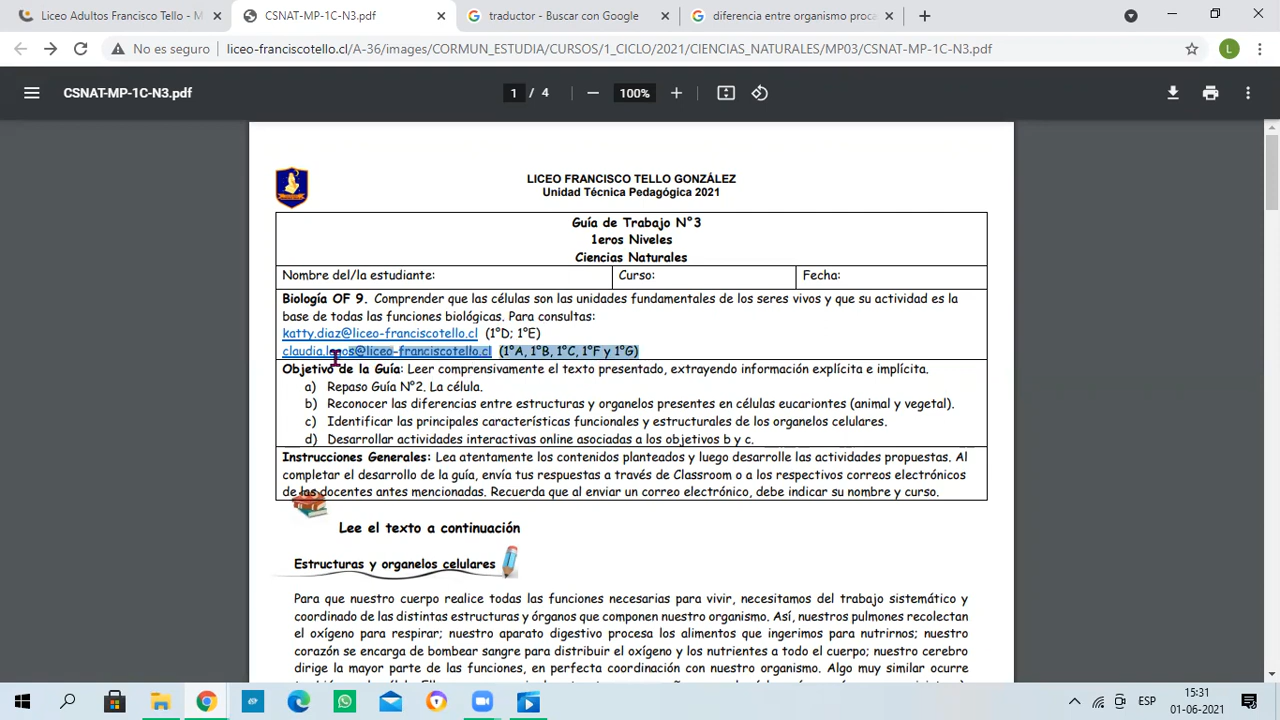 Liceo Adultos Francisco Tello - M
CSNAT-MP-1C-N3.pdf
traductor - Buscar con Google
diferencia entre organismo proca
No es seguro
liceo-franciscotello.cl/A-36/images/CORMUN_ESTUDIA/CURSOS/1_CICLO/2021/CIENCIAS_NATURALES/MP03/CSNAT-MP-1C-N3.pdf
L
CSNAT-MP-1C-N3.pdf
1 / 4
100%
LICEO FRANCISCO TELLO GONZÁLEZ
Unidad Técnica Pedagógica 2021
Guía de Trabajo N°3
1eros Niveles
Ciencias Naturales
Nombre del/la estudiante: Curso: Fecha:
Biología OF 9. Comprender que las células son las unidades fundamentales de los seres vivos y que su actividad es la
base de todas las funciones biológicas. Para consultas:
katty.diaz@liceo-franciscotello.cl (1°D; 1°E)
(1°A, 1°B, 1°C, 1°F y 1°G)
Objetivo de la Guía: Leer comprensivamente el texto presentado, extrayendo información explícita e implícita.
a) Repaso Guía N°2. La célula.
b) Reconocer las diferencias entre estructuras y organelos presentes en células eucariontes (animal y vegetal).
c) Identificar las principales características funcionales y estructurales de los organelos celulares.
d) Desarrollar actividades interactivas online asociadas a los objetivos b y c.
Instrucciones Generales: Lea atentamente los contenidos planteados y luego desarrolle las actividades propuestas. Al
completar el desarrollo de la guía, envía tus respuestas a través de Classroom o a los respectivos correos electrónicos
de los docentes antes mencionadas. Recuerda que al enviar un correo electrónico, debe indicar su nombre y curso.
Lee el texto a continuación
Estructuras y organelos celulares
Para que nuestro cuerpo realice todas las funciones necesarias para vivir, necesitamos del trabajo sistemático y
coordinado de las distintas estructuras y órganos que componen nuestro organismo. Así, nuestros pulmones recolectan
el oxígeno para respirar; nuestro aparato digestivo procesa los alimentos que ingerimos para nutrirnos; nuestro
corazón se encarga de bombear sangre para distribuir el oxígeno y los nutrientes a todo el cuerpo; nuestro cerebro
dirige la mayor parte de las funciones, en perfecta coordinación con nuestro organismo. Algo muy similar ocurre
ESP
15:31
01-06-2021